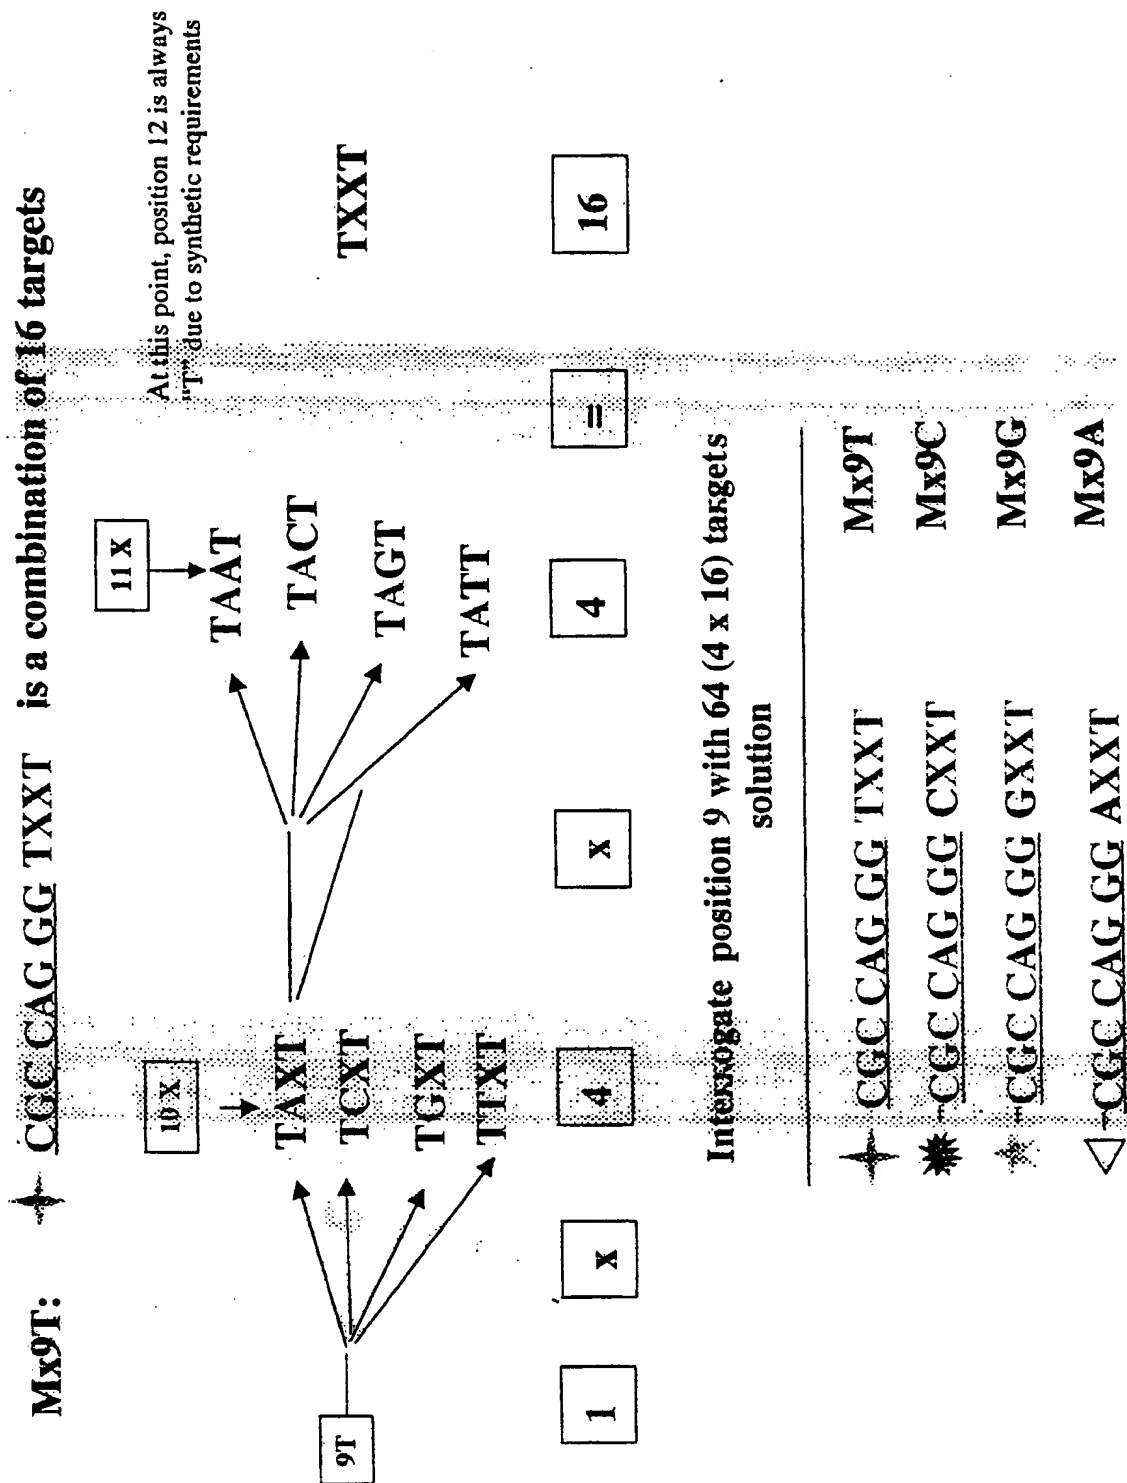 Mx9T: CGC CAG GG TXXT is a combination of 16 targets
At this point, position 12 is always
"T" due to synthetic requirements
10 X
11 X
9T
TAXT
TCXT
TGXT
TTXT
TAAT
TACT
TAGT
TATT
TXXT
1 x 4 x 4 = 16
Interrogate position 9 with 64 (4 x 16) targets
solution
CGC CAG GG TXXT Mx9T
CGC CAG GG CXXT Mx9C
CGC CAG GG GXXT Mx9G
CGC CAG GG AXXT Mx9A